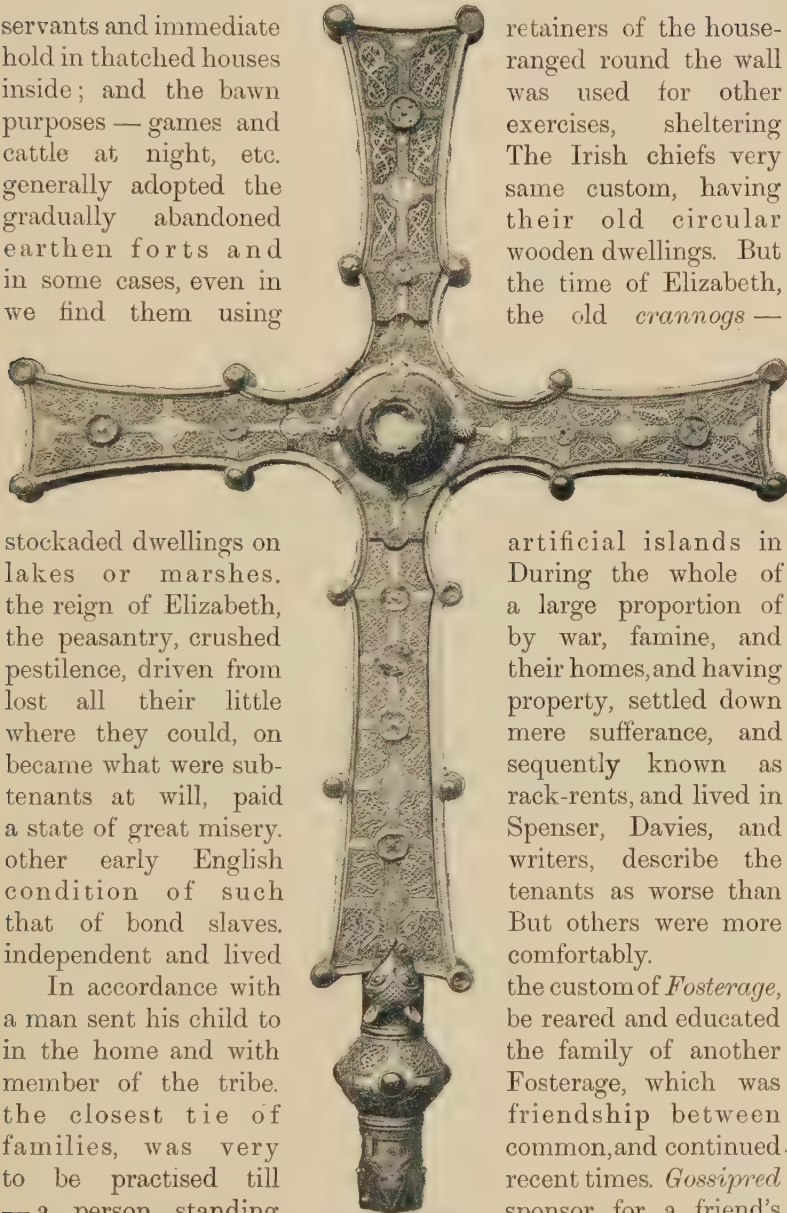 servants and immediate retainers of the house-
hold in thatched houses ranged round the wall
inside; and the bawn was used for other
purposes — games and exercises, sheltering
cattle at night, etc. The Irish chiefs very
generally adopted the same custom, having
gradually abandoned their old circular
earthen forts and wooden dwellings. But
in some cases, even in the time of Elizabeth,
we find them using the old crannogs —
stockaded dwellings on artificial islands in
lakes or marshes. During the whole of
the reign of Elizabeth, a large proportion of
the peasantry, crushed by war, famine, and
pestilence, driven from their homes, and having
lost all their little property, settled down
where they could, on mere sufferance, and
became what were sub- sequently known as
tenants at will, paid rack-rents, and lived in
a state of great misery. Spenser, Davies, and
other early English writers, describe the
condition of such tenants as worse than
that of bond slaves. But others were more
independent and lived comfortably.
In accordance with the custom of Fosterage,
a man sent his child to be reared and educated
in the home and with the family of another
member of the tribe. Fosterage, which was
the closest tie of friendship between
families, was very common, and continued
to be practised till recent times. Gossipred
— a person standing sponsor for a friend's